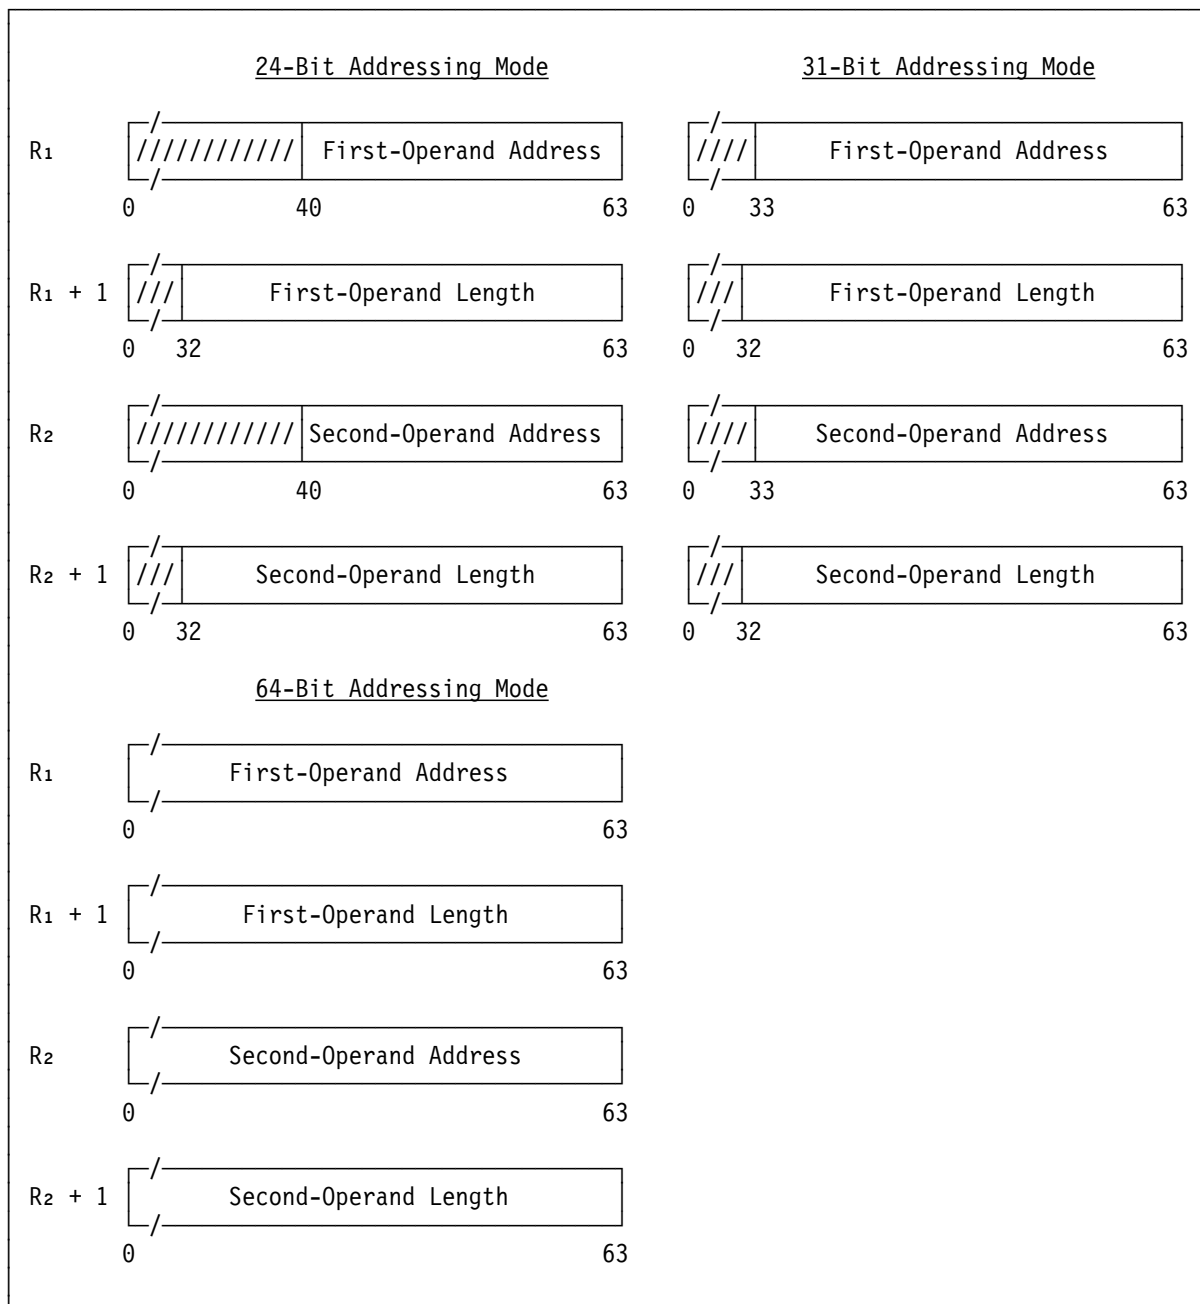 24-Bit Addressing Mode 31-Bit Addressing Mode
R₁ //////////// First-Operand Address //// First-Operand Address
0 40 63 0 33 63
R₁ + 1 /// First-Operand Length /// First-Operand Length
0 32 63 0 32 63
R₂ //////////// Second-Operand Address //// Second-Operand Address
0 40 63 0 33 63
R₂ + 1 /// Second-Operand Length /// Second-Operand Length
0 32 63 0 32 63
64-Bit Addressing Mode
R₁ First-Operand Address
0 63
R₁ + 1 First-Operand Length
0 63
R₂ Second-Operand Address
0 63
R₂ + 1 Second-Operand Length
0 63